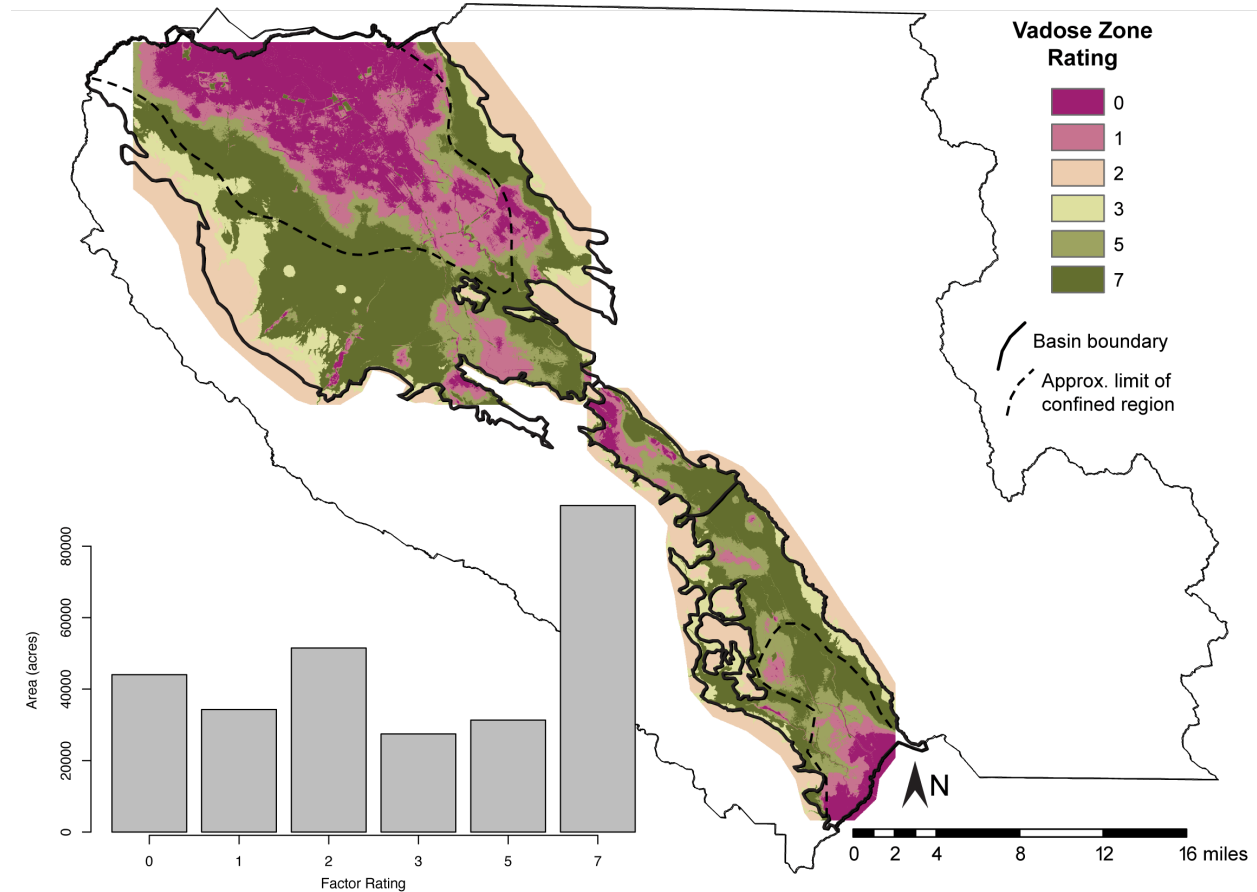 Vadose Zone
Rating
0
1
2
3
5
7
Basin boundary
Approx. limit of
confined region
N
0 2 4 8 12 16 miles
Area (acres)
80000
60000
40000
20000
0
0 1 2 3 5 7
Factor Rating